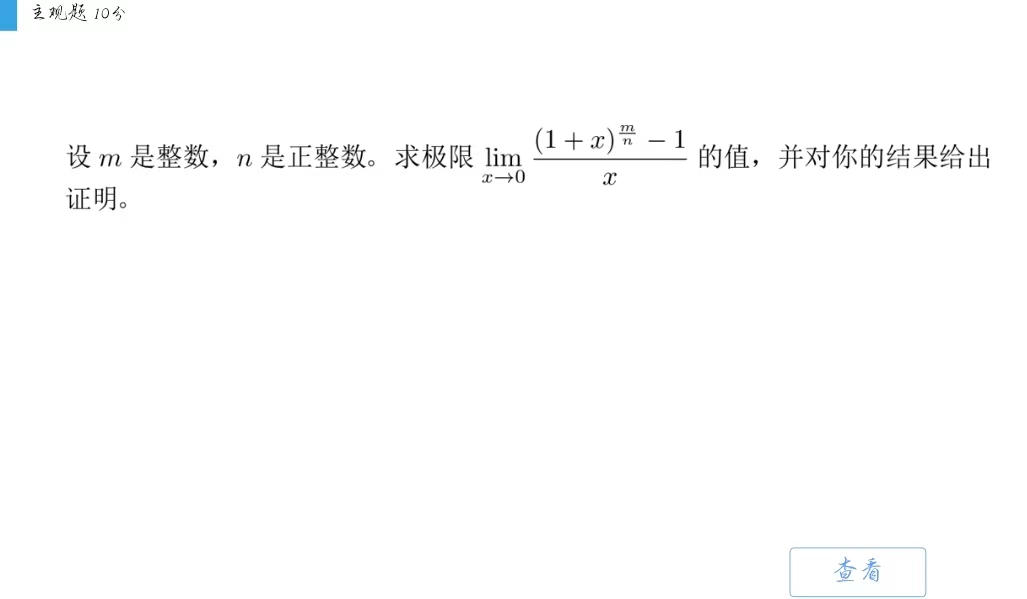 主观题 10分
设 m 是整数，n 是正整数。求极限 \lim_{x \to 0} \frac{(1+x)^{\frac{m}{n}} - 1}{x} 的值，并对你的结果给出
证明。
查看